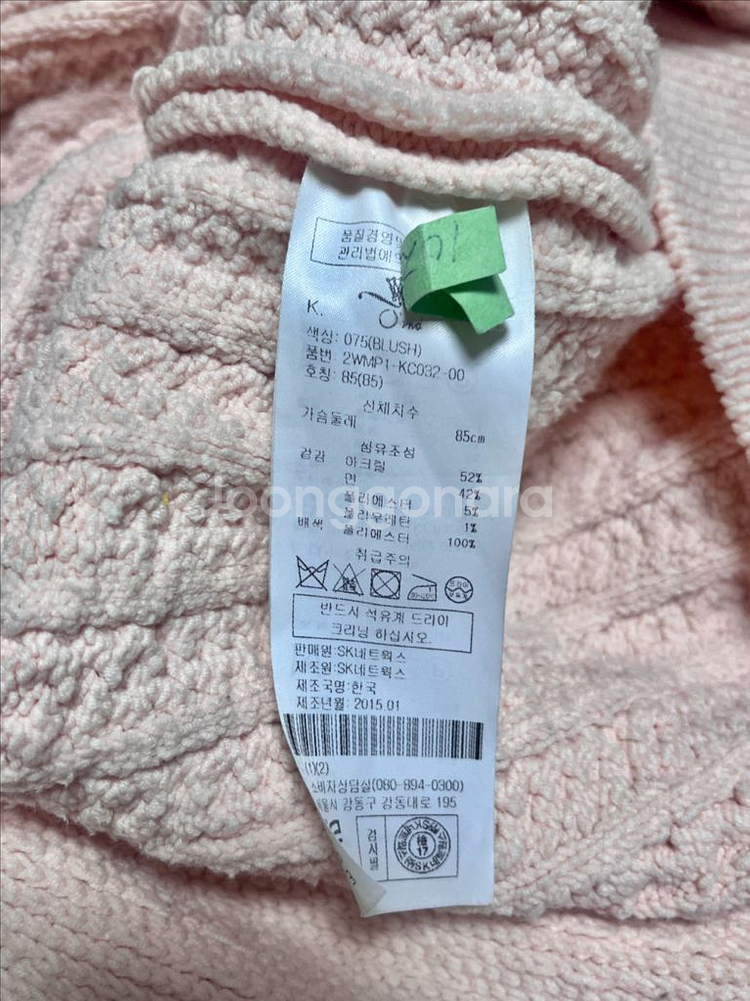 품질경영
관리법에
K.
색상: 075(BLUSH)
품번: 2WMP1-KC032-00
호칭: 85(85)
신체치수
가슴둘레 85cm
섬유조성
겉감 아크릴 52%
면 42%
폴리에스터 5%
폴리우레탄 1%
배색 폴리에스터 100%
취급주의
드라이
반드시 석유계 드라이
크리닝 하십시오.
판매원:SK네트웍스
제조원:SK네트웍스
제조국명:한국
제조년월:2015.01
(1)(2)
소비자상담실(080-894-0300)
서울시 강동구 강동대로 195
검사필
17
joonggonara